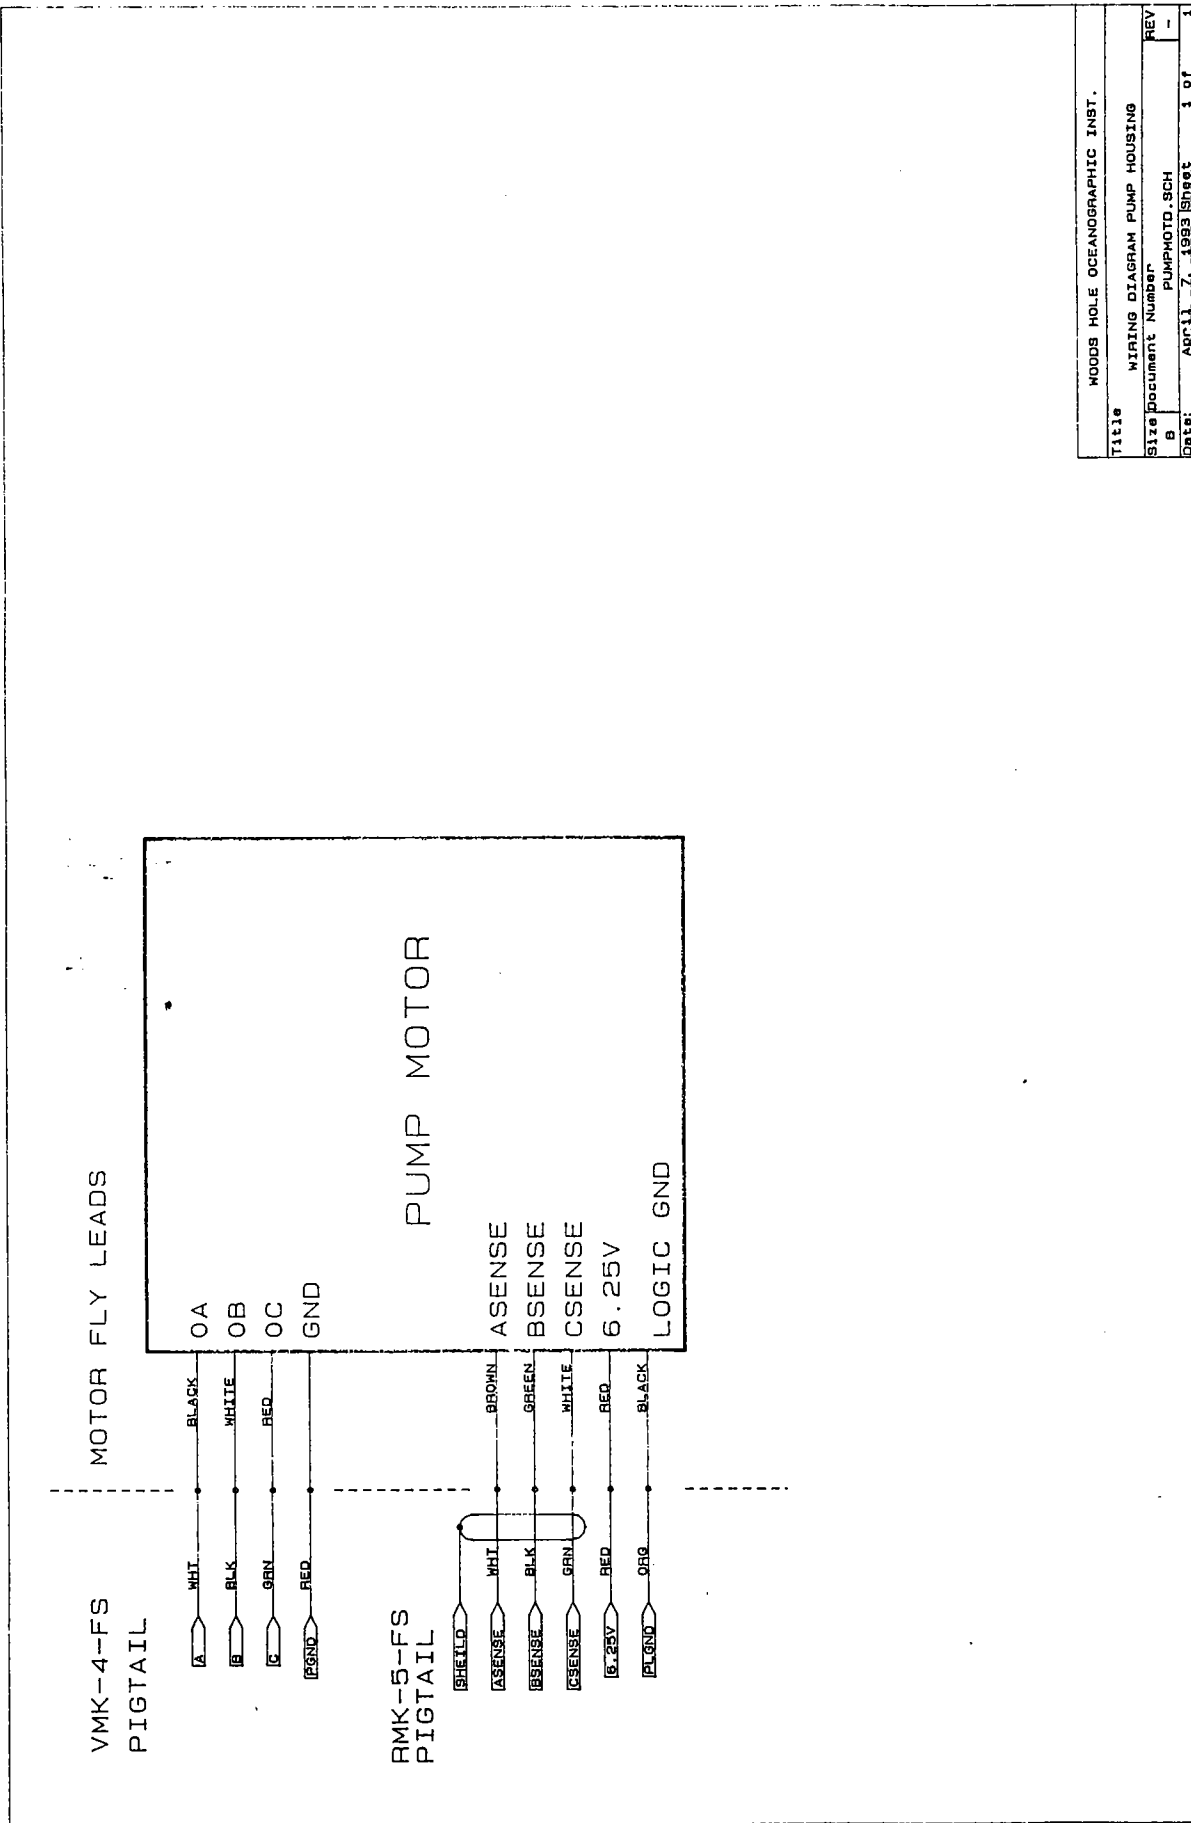 VMK-4-FS
PIGTAIL
MOTOR FLY LEADS
A WHT BLACK OA
B BLK WHITE OB
C GRN RED OC
PGND RED GND
PUMP MOTOR
RMK-5-FS
PIGTAIL
SHEILD
ASENSE WHT BROWN ASENSE
BSENSE BLK GREEN BSENSE
CSENSE GRN WHITE CSENSE
6.25V RED RED 6.25V
PLGND ORG BLACK LOGIC GND
WOODS HOLE OCEANOGRAPHIC INST.
Title
WIRING DIAGRAM PUMP HOUSING
Size Document Number REV
B PUMPMOTO.SCH -
Date: April 7, 1993 Sheet 1 of 1